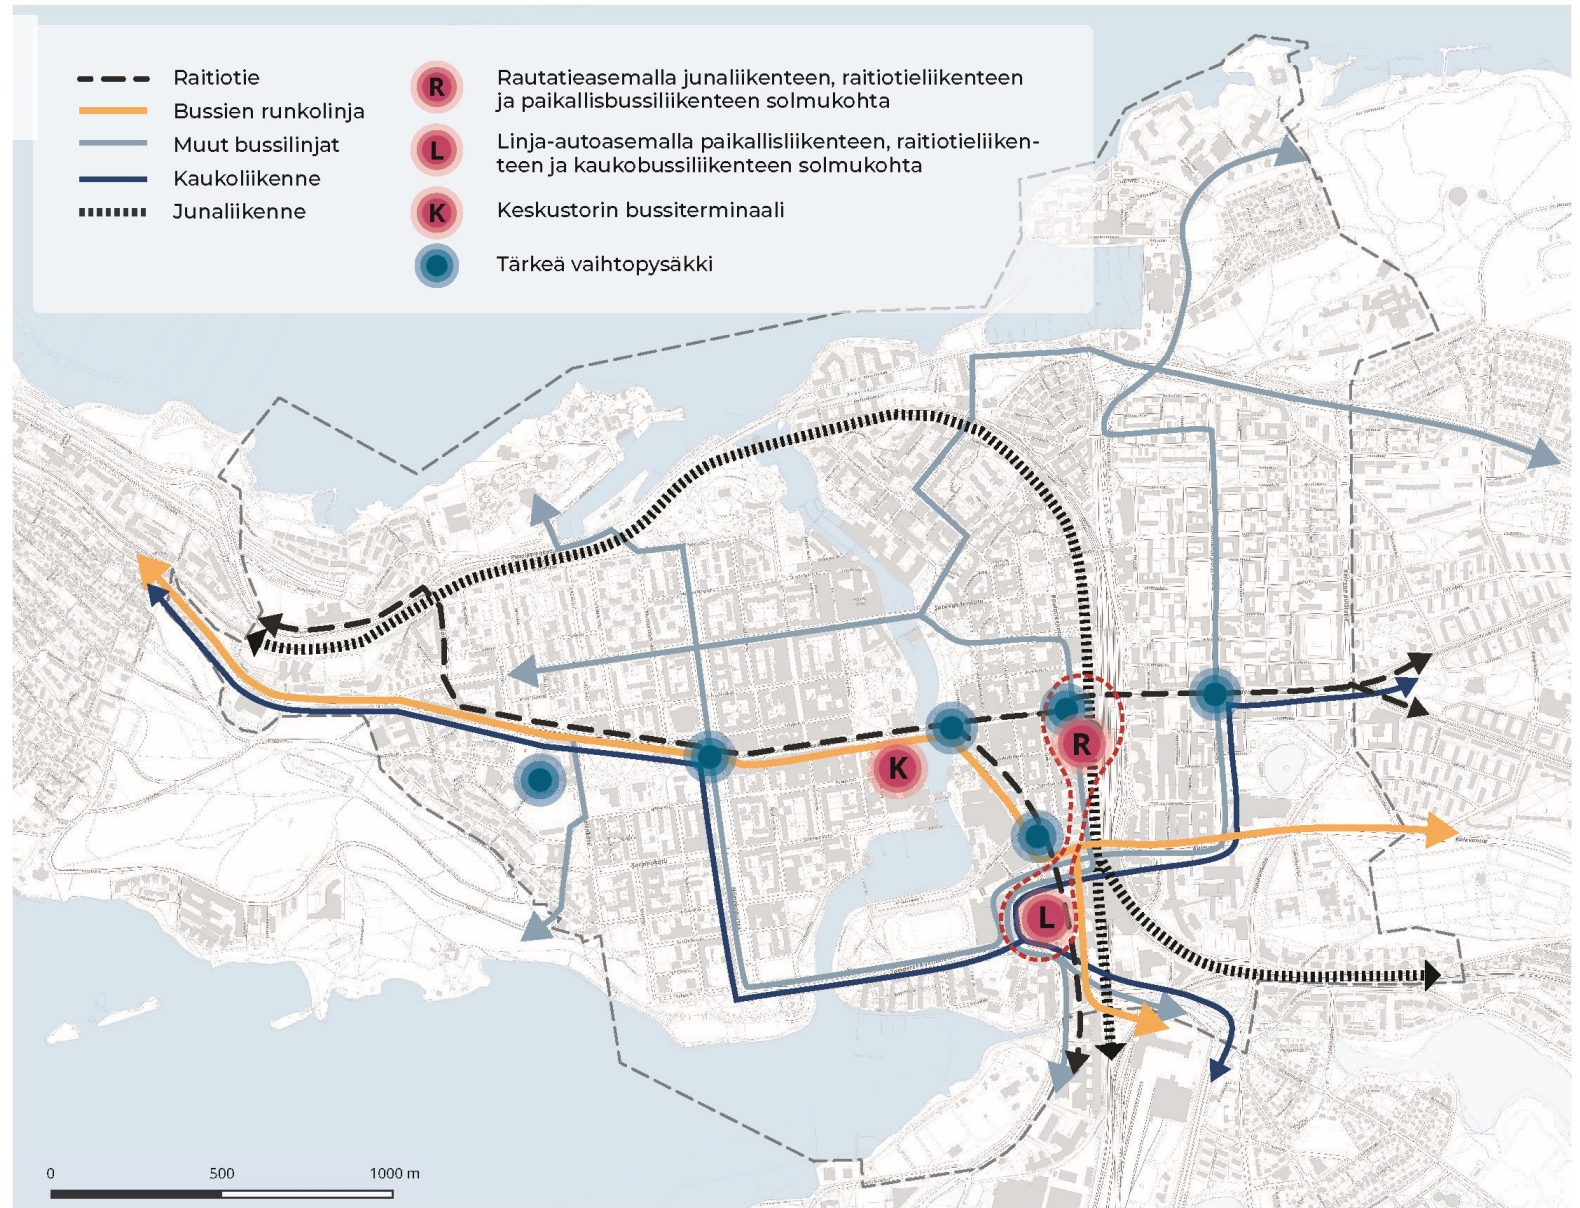 Raitiotie
Bussien runkolinja
Muut bussilinjat
Kaukoliikenne
Junaliikenne
R
Rautatieasemalla junaliikenteen, raitiotieliikenteen
ja paikallisbussiliikenteen solmukohta
L
Linja-autoasemalla paikallisliikenteen, raitiotieliiken-
teen ja kaukobussiliikenteen solmukohta
K
Keskustorin bussiterminaali
Tärkeä vaihtopysäkki
R
K
L
0 500 1000 m